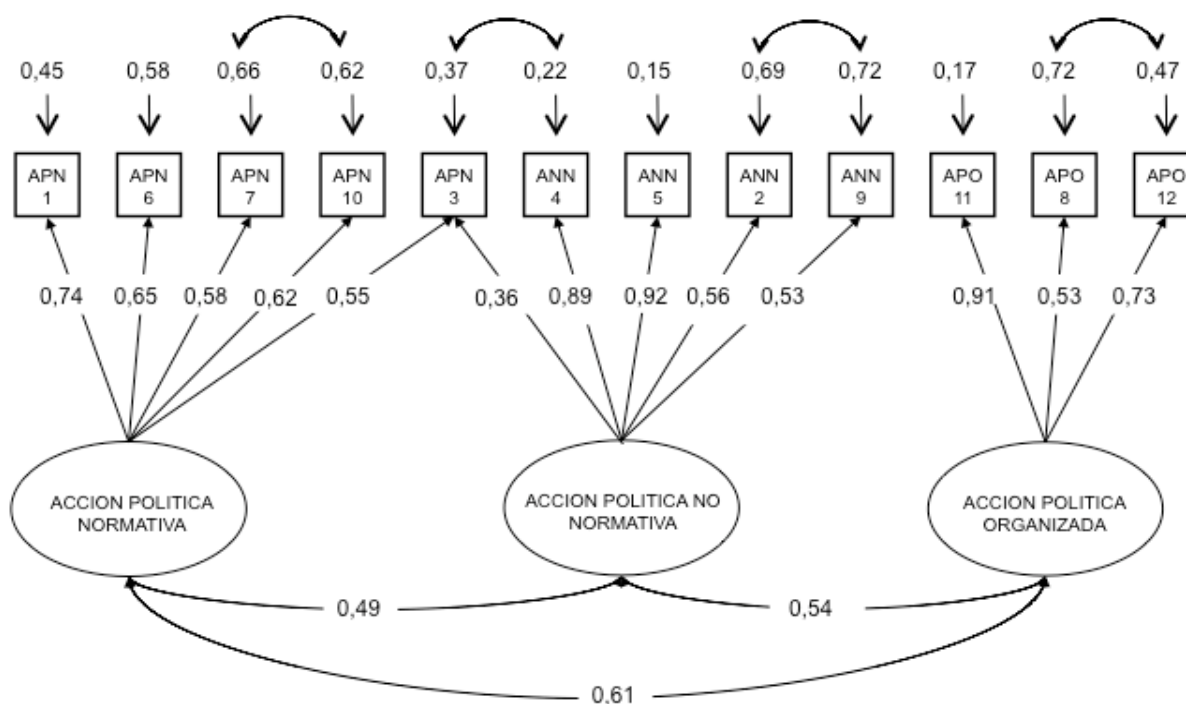 0,45 0,58 0,66 0,62 0,37 0,22 0,15 0,69 0,72 0,17 0,72 0,47
APN APN APN APN APN ANN ANN ANN ANN APO APO APO
1 6 7 10 3 4 5 2 9 11 8 12
0,74 0,65 0,58 0,62 0,55 0,36 0,89 0,92 0,56 0,53 0,91 0,53 0,73
ACCION POLITICA
NORMATIVA
ACCION POLITICA NO
NORMATIVA
ACCION POLITICA
ORGANIZADA
0,49 0,54
0,61